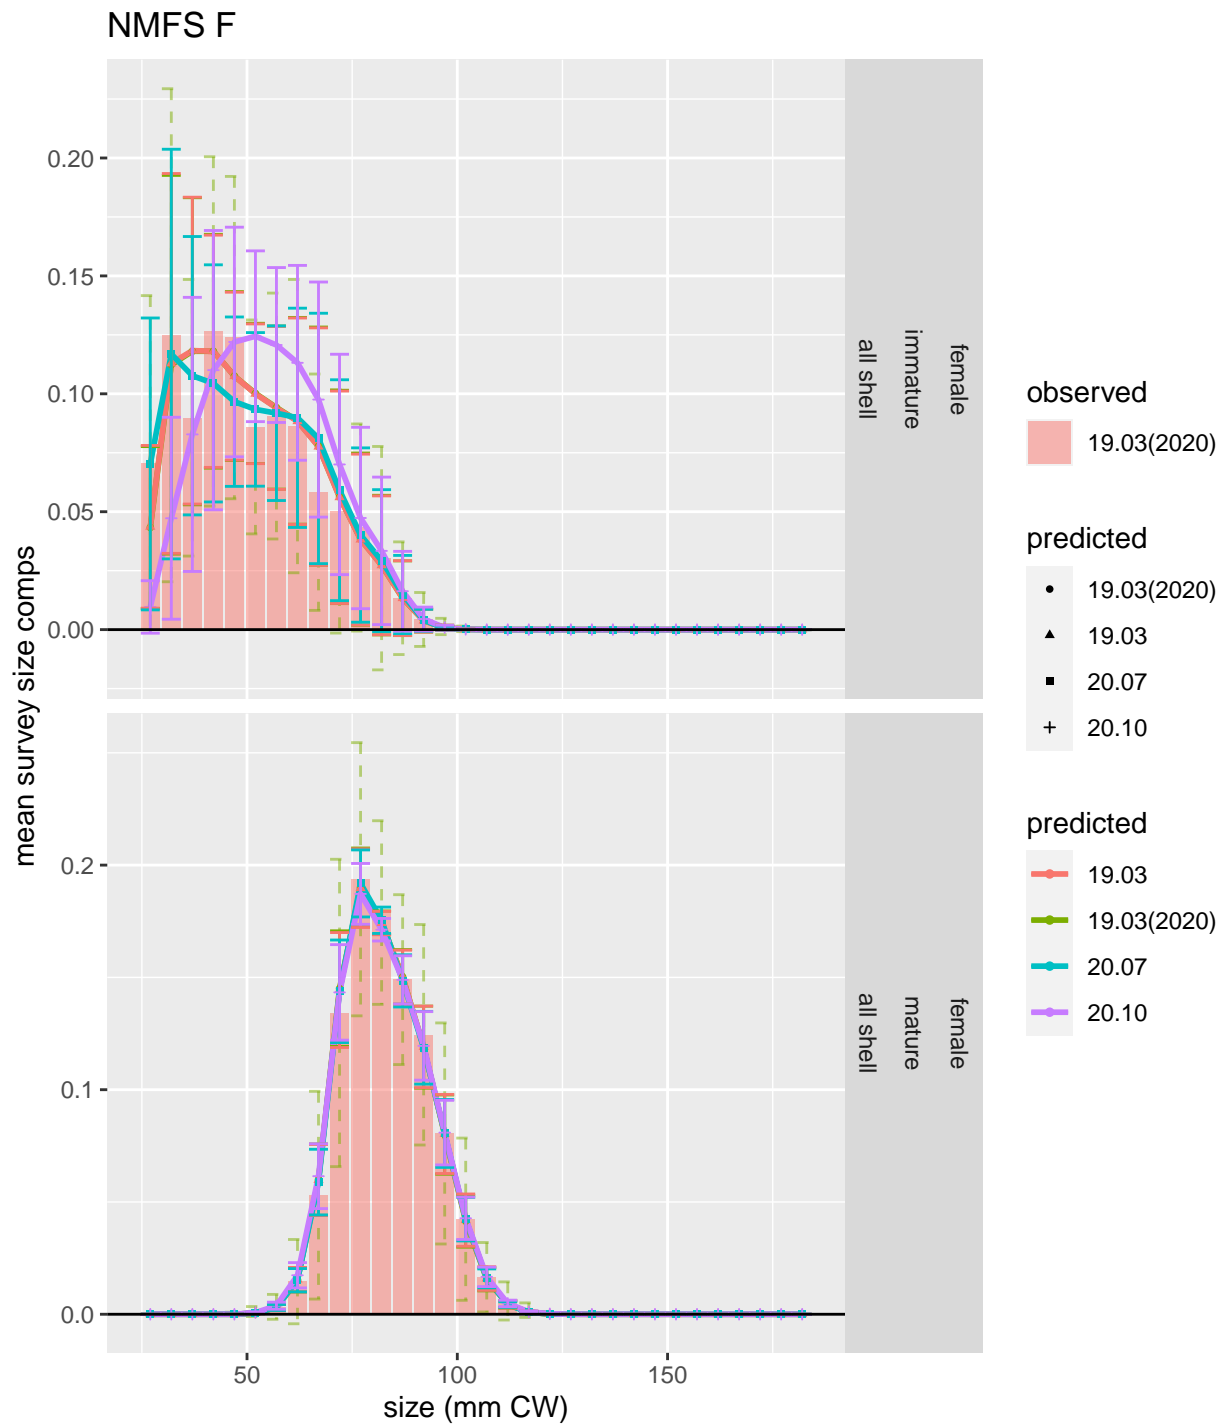 NMFS F
mean survey size comps
0.20
0.15
0.10
0.05
0.00
female
immature
all shell
0.2
0.1
0.0
female
mature
all shell
50
100
150
size (mm CW)
observed
19.03(2020)
predicted
19.03(2020)
19.03
20.07
20.10
predicted
19.03
19.03(2020)
20.07
20.10